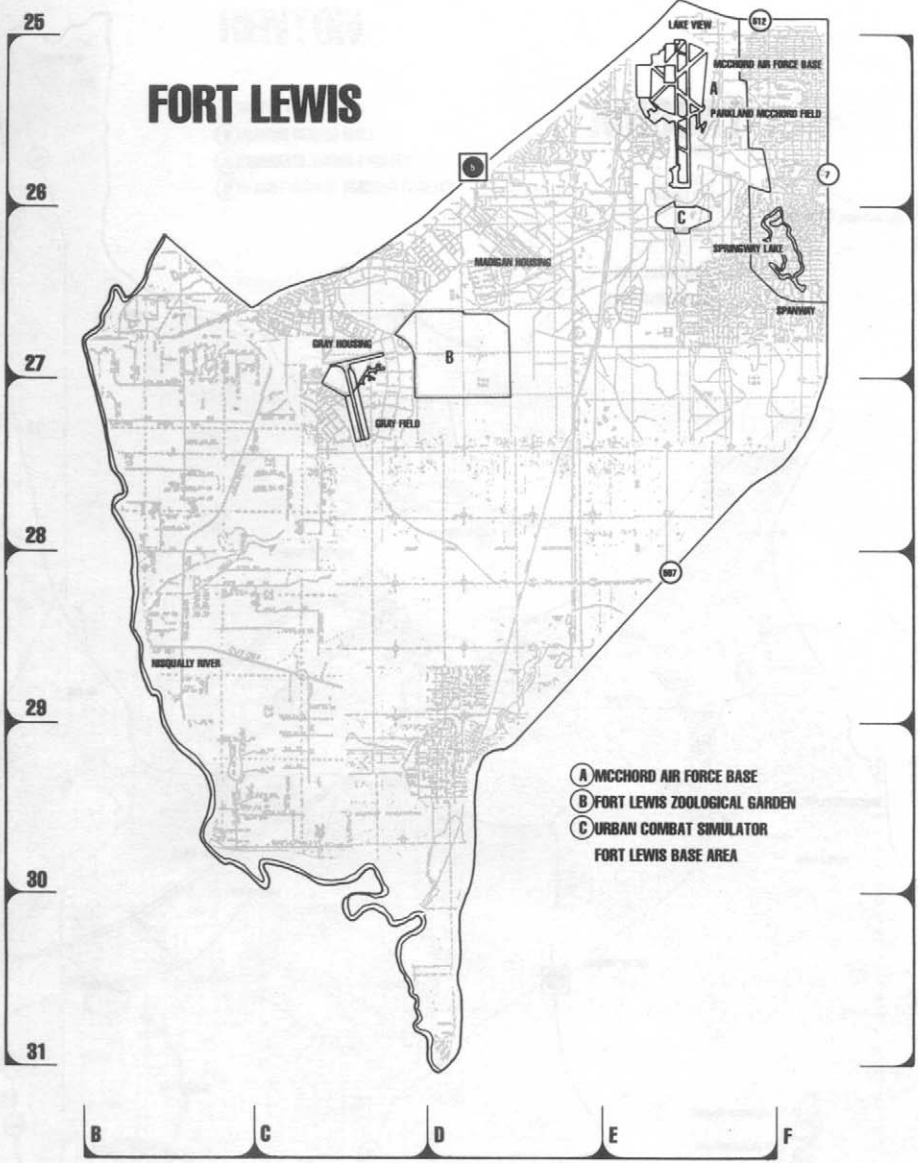 25
FORT LEWIS
LAKE VIEW
512
MCCHORD AIR FORCE BASE
A
PARKLAND MCCHORD FIELD
5
7
26
C
MADIGAN HOUSING
SPRINGWAY LAKE
SPANWAY
GRAY HOUSING
B
27
GRAY FIELD
28
507
NISQUALLY RIVER
29
A MCCHORD AIR FORCE BASE
B FORT LEWIS ZOOLOGICAL GARDEN
C URBAN COMBAT SIMULATOR
FORT LEWIS BASE AREA
30
31
B C D E F